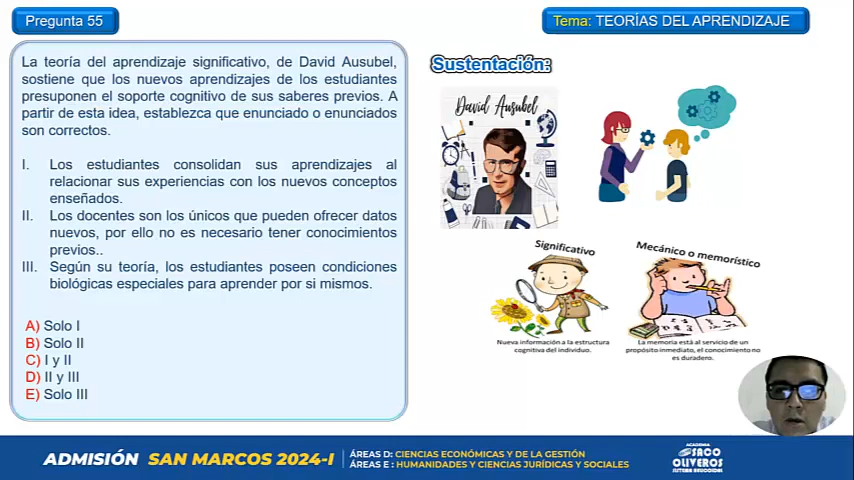 Pregunta 55
Tema: TEORÍAS DEL APRENDIZAJE
La teoría del aprendizaje significativo, de David Ausubel,
sostiene que los nuevos aprendizajes de los estudiantes
presuponen el soporte cognitivo de sus saberes previos. A
partir de esta idea, establezca que enunciado o enunciados
son correctos.
I. Los estudiantes consolidan sus aprendizajes al
relacionar sus experiencias con los nuevos conceptos
enseñados.
II. Los docentes son los únicos que pueden ofrecer datos
nuevos, por ello no es necesario tener conocimientos
previos..
III. Según su teoría, los estudiantes poseen condiciones
biológicas especiales para aprender por si mismos.
A) Solo I
B) Solo II
C) I y II
D) II y III
E) Solo III
Sustentación:
David Ausubel
Significativo
Nueva información a la estructura
cognitiva del individuo.
Mecánico o memorístico
La memoria está al servicio de un
propósito inmediato, el conocimiento no
es duradero.
ADMISIÓN SAN MARCOS 2024-I
ÁREAS D: CIENCIAS ECONÓMICAS Y DE LA GESTIÓN
ÁREAS E : HUMANIDADES Y CIENCIAS JURÍDICAS Y SOCIALES
ACADEMIA
SACO
OLIVEROS
SISTEMA HELICOIDAL